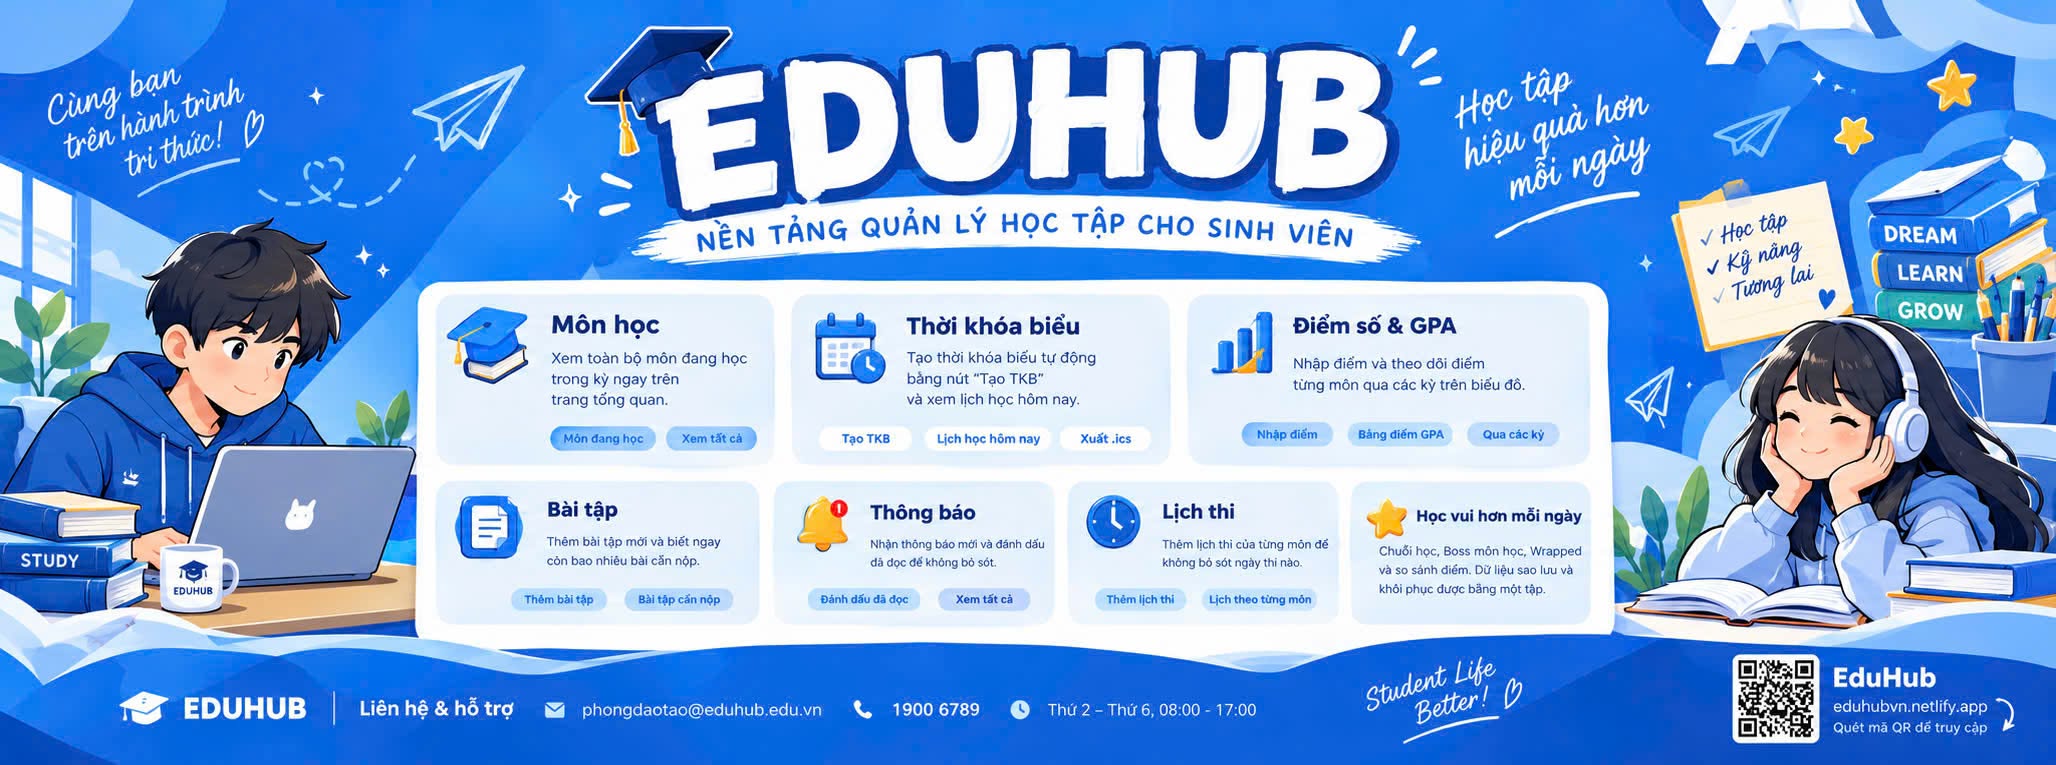 Cùng bạn
trên hành trình
tri thức!
EDUHUB
NỀN TẢNG QUẢN LÝ HỌC TẬP CHO SINH VIÊN
Học tập
hiệu quả hơn
mỗi ngày
Học tập
Kỹ năng
Tương lai
DREAM
LEARN
GROW
Môn học
Xem toàn bộ môn đang học
trong kỳ ngay trên
trang tổng quan.
Môn đang học
Xem tất cả
Thời khóa biểu
Tạo thời khóa biểu tự động
bằng nút “Tạo TKB”
và xem lịch học hôm nay.
Tạo TKB
Lịch học hôm nay
Xuất .ics
Điểm số & GPA
Nhập điểm và theo dõi điểm
từng môn qua các kỳ trên biểu đồ.
Nhập điểm
Bảng điểm GPA
Qua các kỳ
Bài tập
Thêm bài tập mới và biết ngay
còn bao nhiêu bài cần nộp.
Thêm bài tập
Bài tập cần nộp
Thông báo
Nhận thông báo mới và đánh dấu
đã đọc để không bỏ sót.
Đánh dấu đã đọc
Xem tất cả
Lịch thi
Thêm lịch thi của từng môn để
không bỏ sót ngày thi nào.
Thêm lịch thi
Lịch theo từng môn
Học vui hơn mỗi ngày
Chuỗi học, Boss môn học, Wrapped
và so sánh điểm. Dữ liệu sao lưu và
khôi phục được bằng một tệp.
STUDY
EDUHUB
EDUHUB
Liên hệ & hỗ trợ
phongdaotao@eduhub.edu.vn
1900 6789
Thứ 2 – Thứ 6, 08:00 - 17:00
Student Life
Better!
EduHub
eduhubvn.netlify.app
Quét mã QR để truy cập